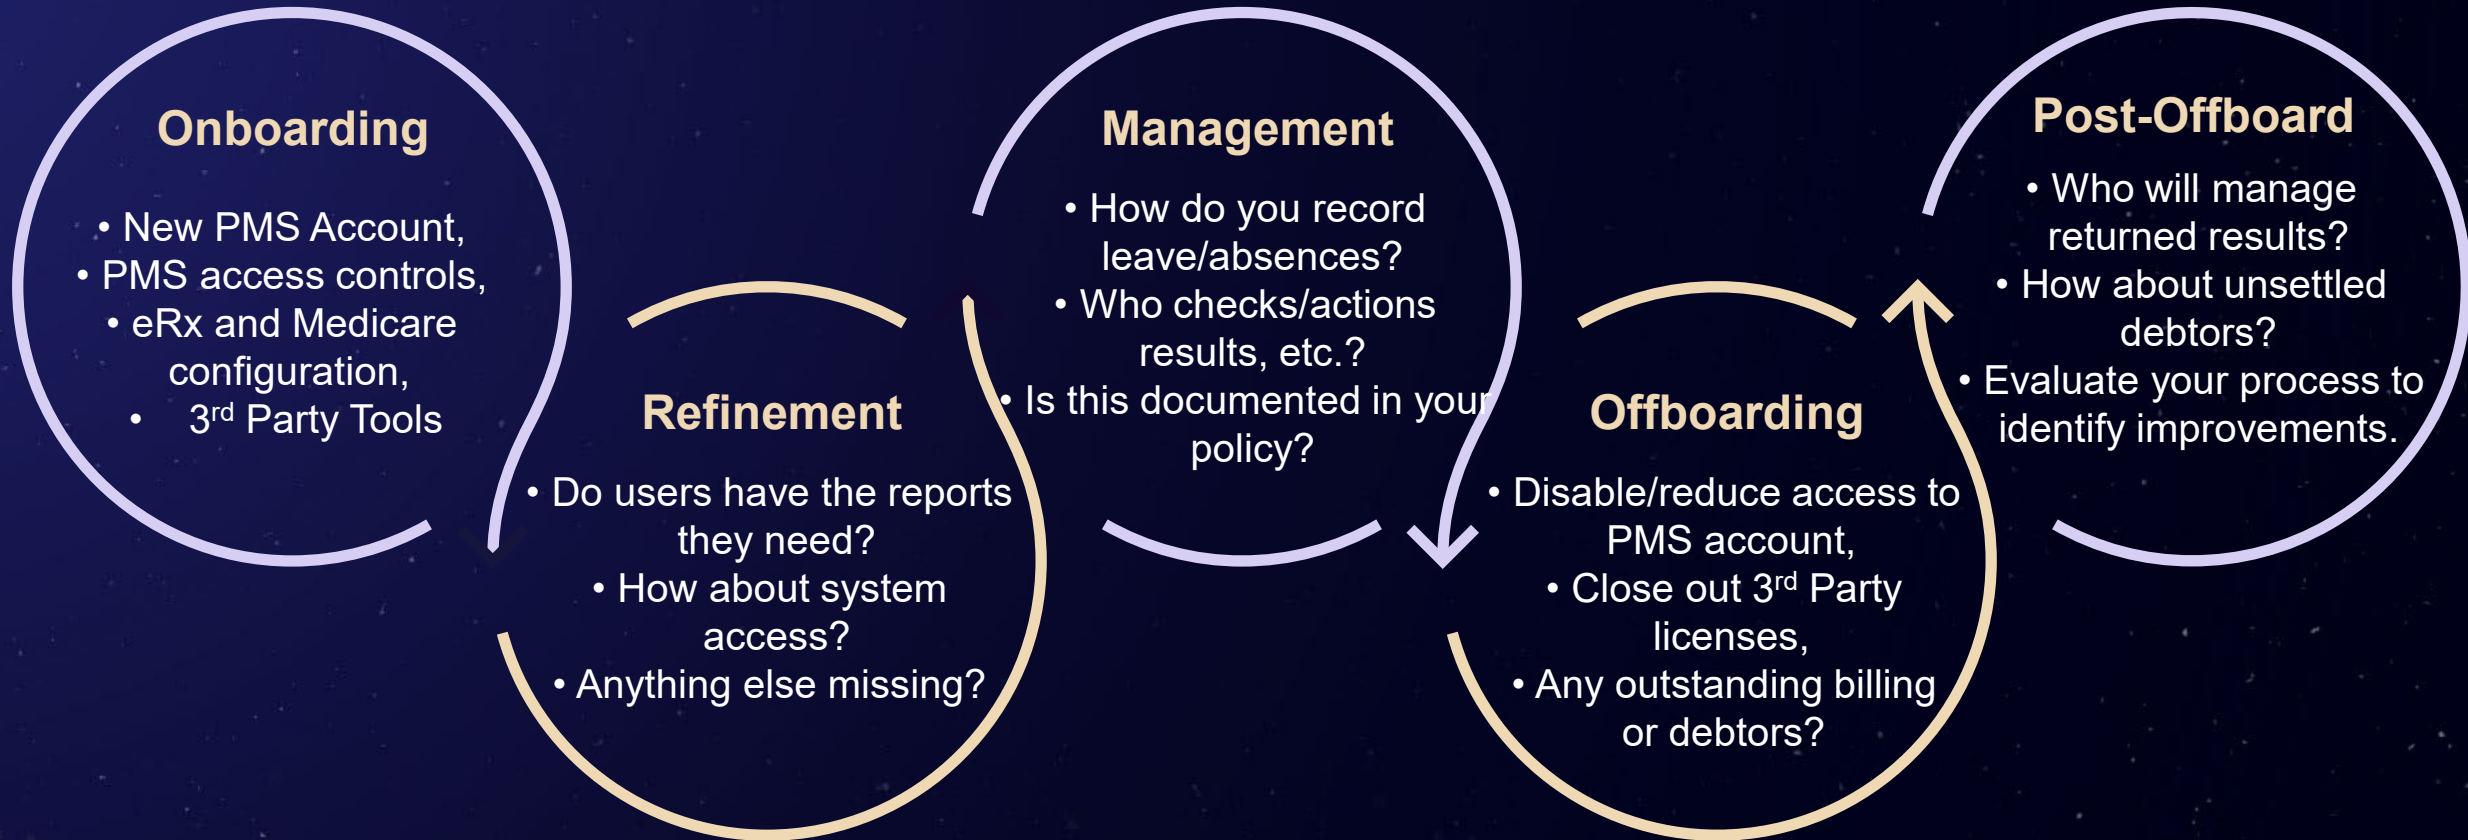 Onboarding
• New PMS Account,
• PMS access controls,
• eRx and Medicare
configuration,
• 3rd Party Tools
Refinement
• Do users have the reports
they need?
• How about system
access?
• Anything else missing?
Management
• How do you record
leave/absences?
• Who checks/actions
results, etc.?
• Is this documented in your
policy?
Offboarding
• Disable/reduce access to
PMS account,
• Close out 3rd Party
licenses,
• Any outstanding billing
or debtors?
Post-Offboard
• Who will manage
returned results?
• How about unsettled
debtors?
• Evaluate your process to
identify improvements.